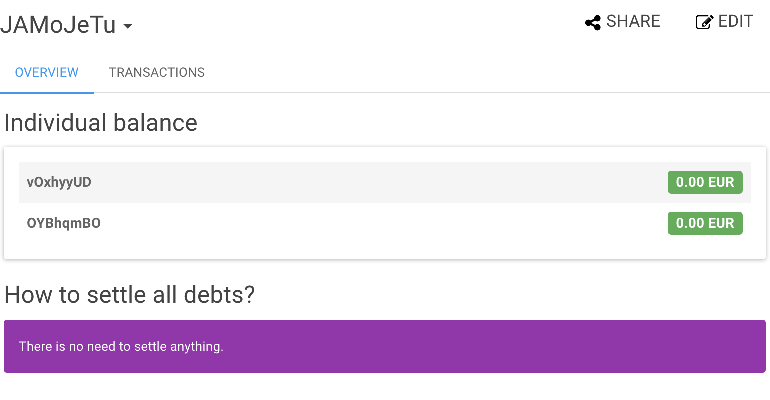 JAMoJeTu
SHARE
EDIT
OVERVIEW
TRANSACTIONS
Individual balance
vOxhyyUD 0.00 EUR
OYBhqmBO 0.00 EUR
How to settle all debts?
There is no need to settle anything.